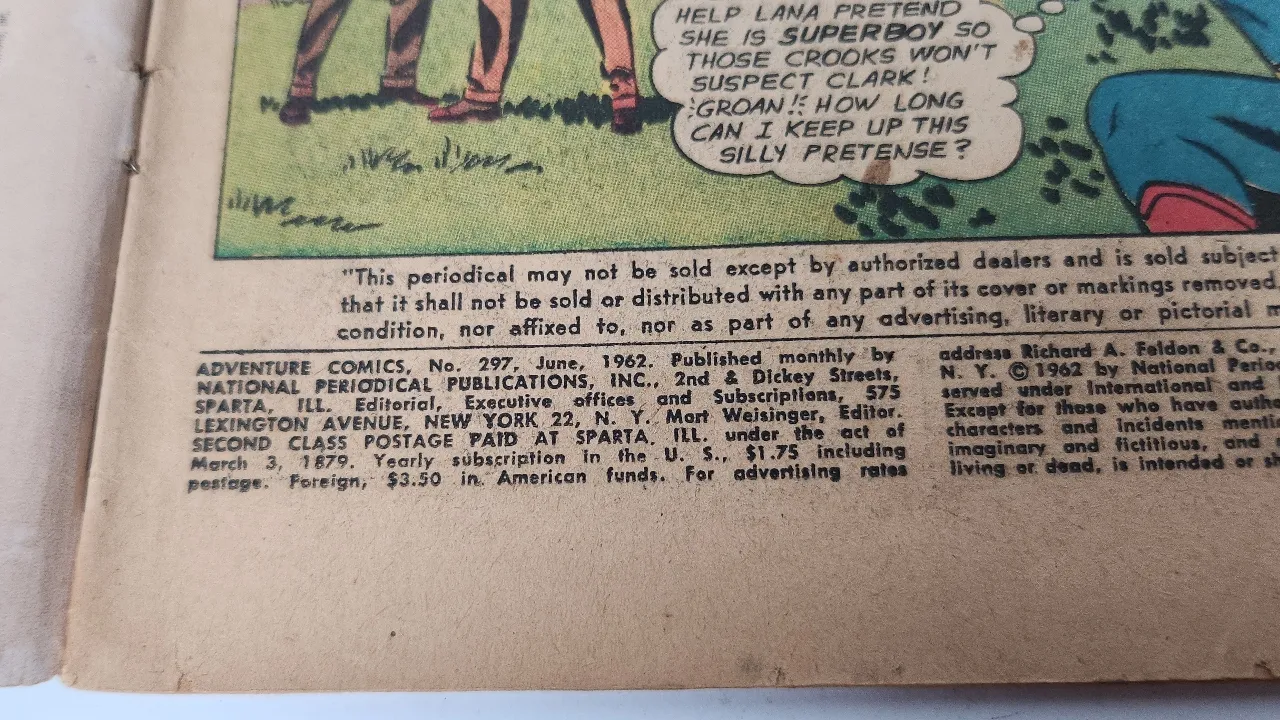 HELP LANA PRETEND
SHE IS SUPERBOY SO
THOSE CROOKS WON'T
SUSPECT CLARK!
GROAN! HOW LONG
CAN I KEEP UP THIS
SILLY PRETENSE?
"This periodical may not be sold except by authorized dealers and is sold subject
that it shall not be sold or distributed with any part of its cover or markings removed,
condition, nor affixed to, nor as part of any advertising, literary or pictorial
ADVENTURE COMICS, No. 297, June, 1962. Published monthly by
NATIONAL PERIODICAL PUBLICATIONS, INC., 2nd & Dickey Streets,
SPARTA, ILL. Editorial, Executive offices and Subscriptions, 575
LEXINGTON AVENUE, NEW YORK 22, N. Y. Mort Weisinger, Editor.
SECOND CLASS POSTAGE PAID AT SPARTA, ILL. under the act of
March 3, 1879. Yearly subscription in the U. S., $1.75 including
postage. Foreign, $3.50 in American funds. For advertising rates
address Richard A. Feldon & Co.,
N. Y. © 1962 by National Perio
served under International and
Except for those who have autho
characters and incidents menti
imaginary and fictitious, and
living or dead, is intended or sh